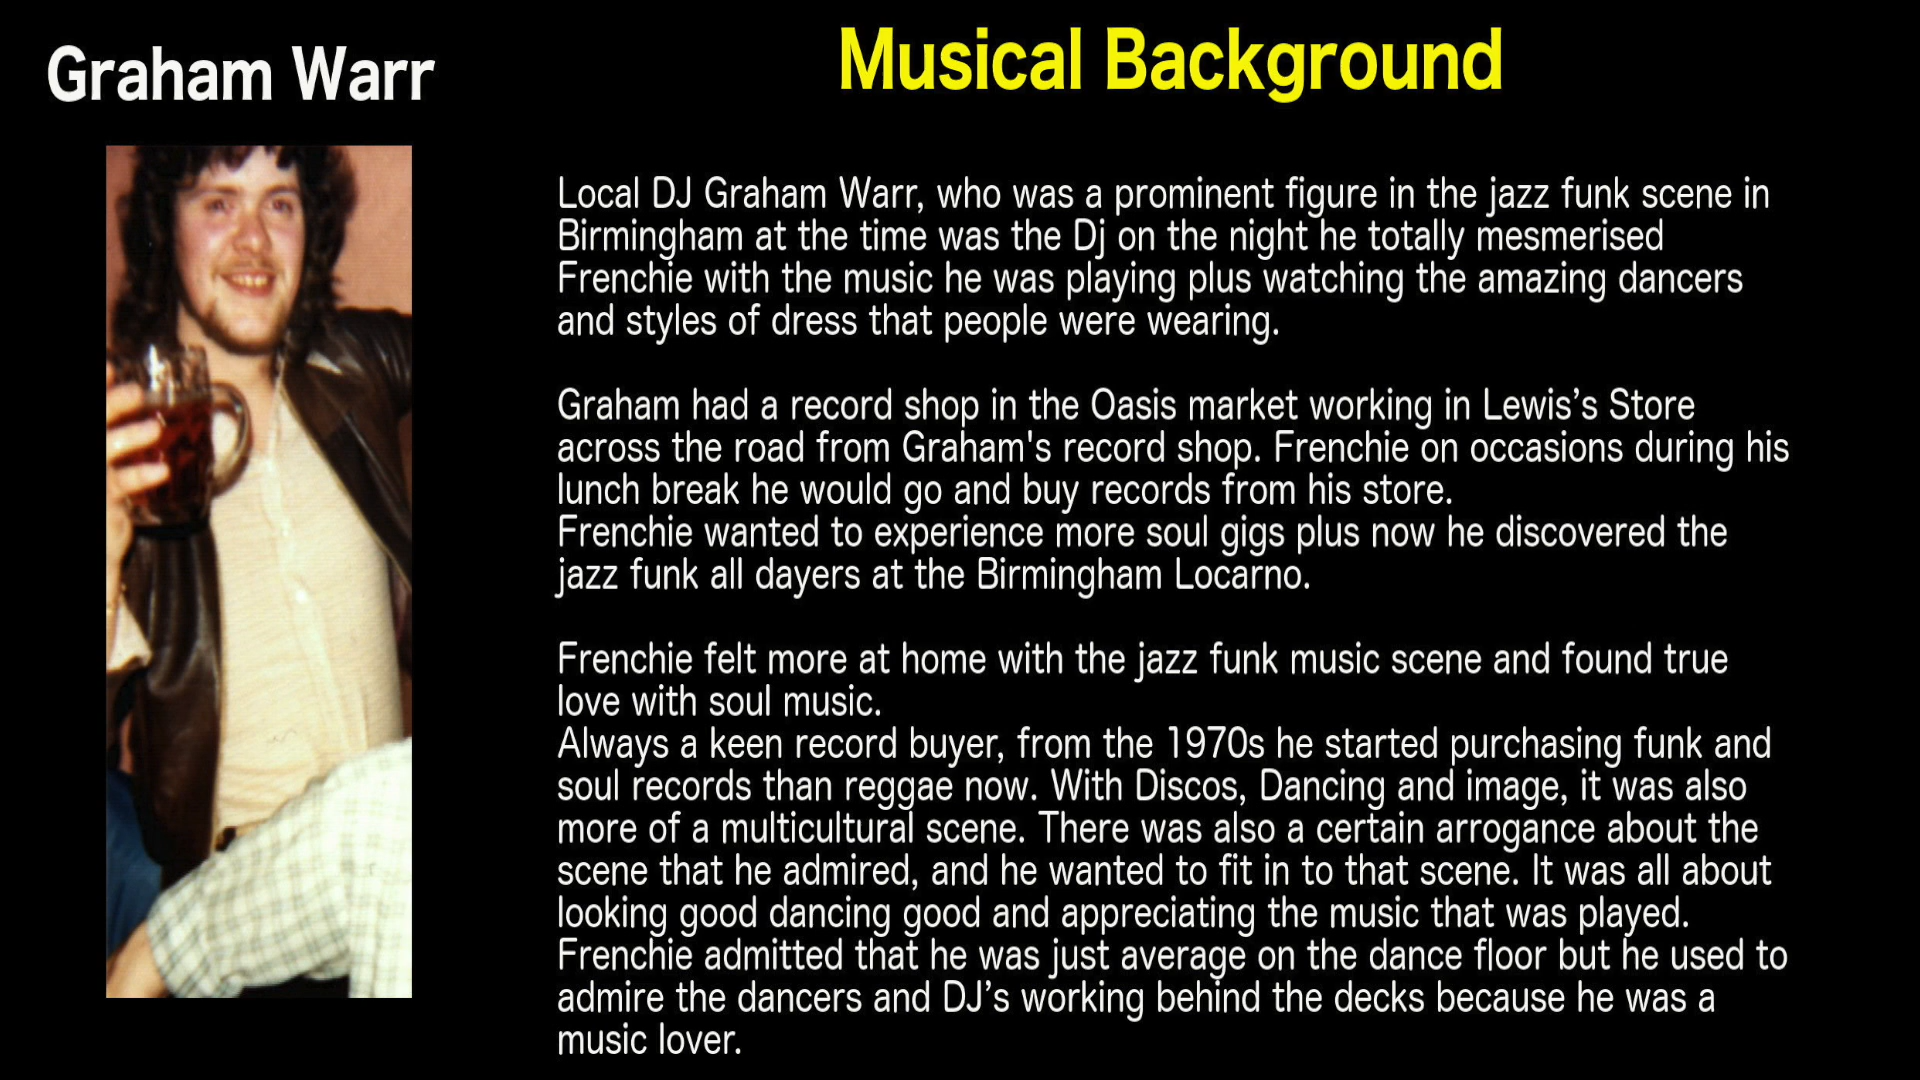 Graham Warr
Musical Background
Local DJ Graham Warr, who was a prominent figure in the jazz funk scene in
Birmingham at the time was the Dj on the night he totally mesmerised
Frenchie with the music he was playing plus watching the amazing dancers
and styles of dress that people were wearing.
Graham had a record shop in the Oasis market working in Lewis’s Store
across the road from Graham's record shop. Frenchie on occasions during his
lunch break he would go and buy records from his store.
Frenchie wanted to experience more soul gigs plus now he discovered the
jazz funk all dayers at the Birmingham Locarno.
Frenchie felt more at home with the jazz funk music scene and found true
love with soul music.
Always a keen record buyer, from the 1970s he started purchasing funk and
soul records than reggae now. With Discos, Dancing and image, it was also
more of a multicultural scene. There was also a certain arrogance about the
scene that he admired, and he wanted to fit in to that scene. It was all about
looking good dancing good and appreciating the music that was played.
Frenchie admitted that he was just average on the dance floor but he used to
admire the dancers and DJ’s working behind the decks because he was a
music lover.